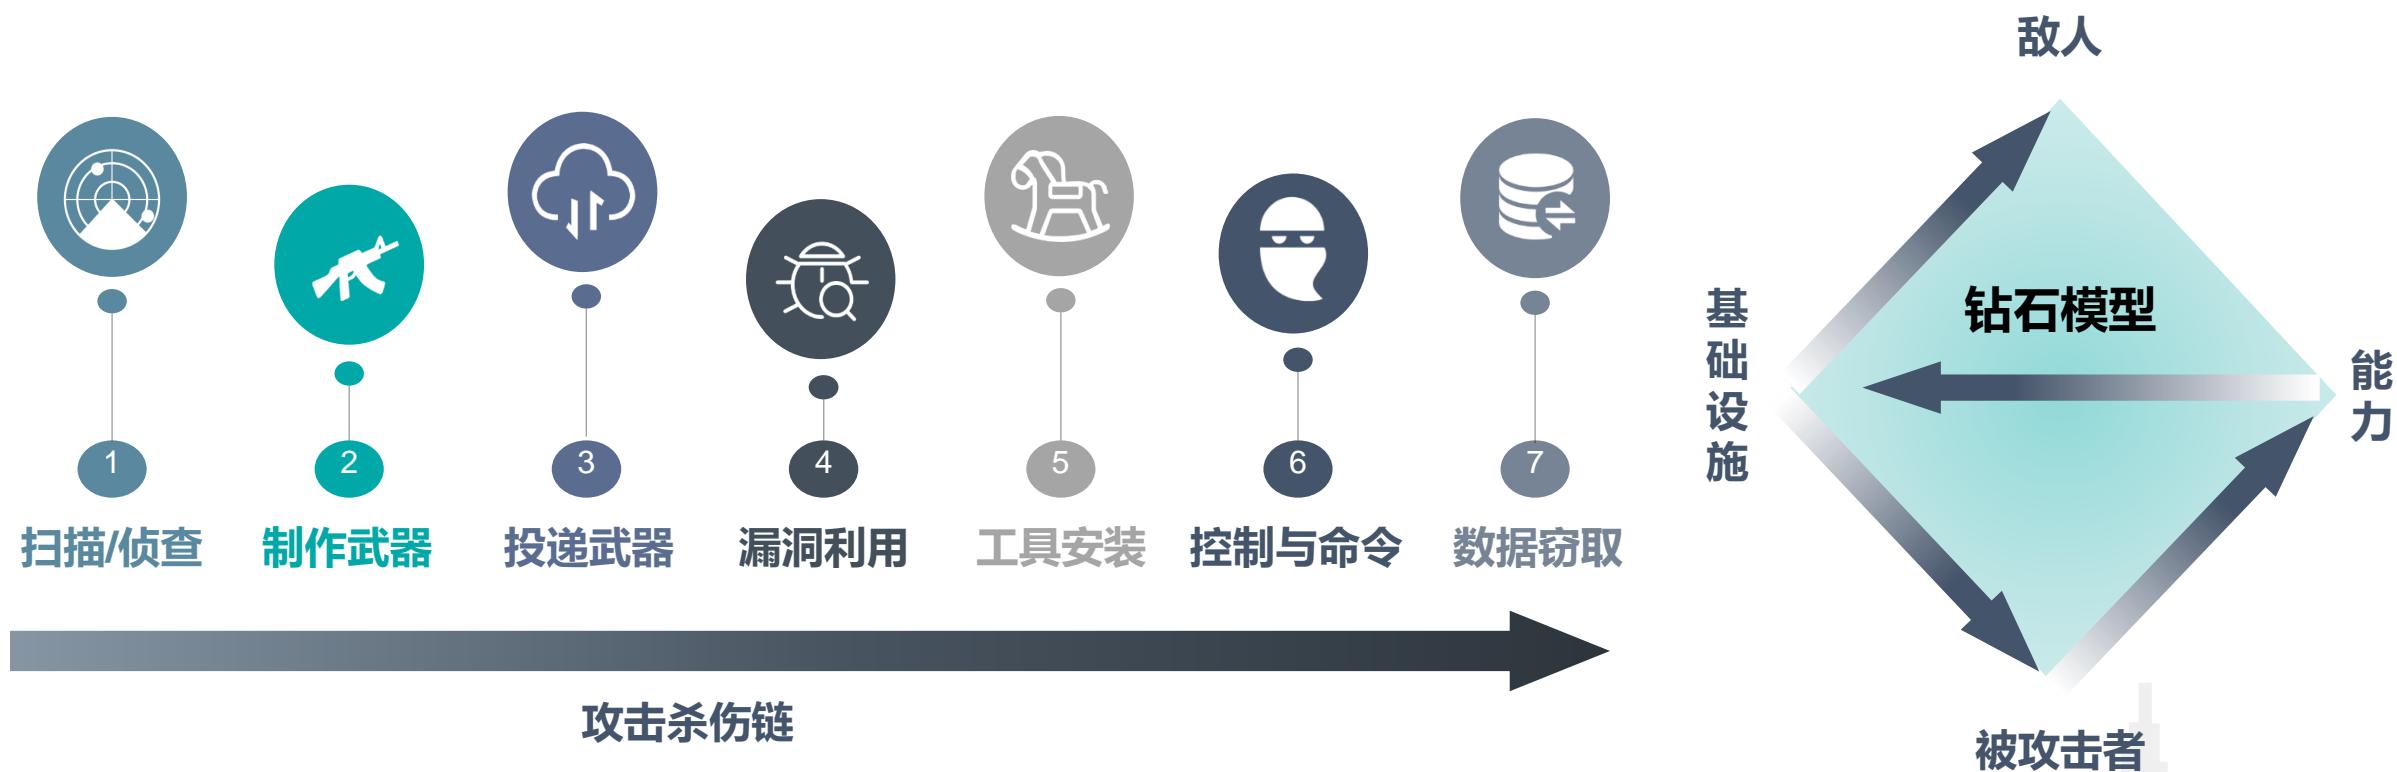 敌人
1
2
3
4
5
6
7
扫描/侦查
制作武器
投递武器
漏洞利用
工具安装
控制与命令
数据窃取
攻击杀伤链
基础设施
钻石模型
能力
被攻击者